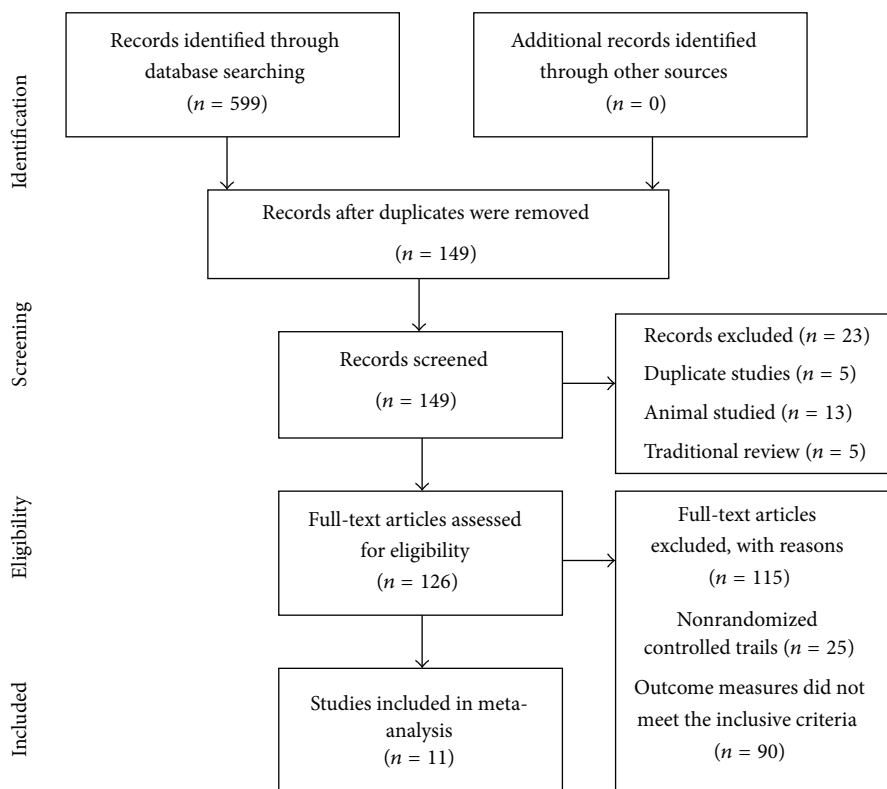 Identification
Records identified through
database searching
(n = 599)
Additional records identified
through other sources
(n = 0)
Records after duplicates were removed
(n = 149)
Screening
Records screened
(n = 149)
Records excluded (n = 23)
Duplicate studies (n = 5)
Animal studied (n = 13)
Traditional review (n = 5)
Eligibility
Full-text articles assessed
for eligibility
(n = 126)
Full-text articles
excluded, with reasons
(n = 115)
Nonrandomized
controlled trails (n = 25)
Outcome measures did not
meet the inclusive criteria
(n = 90)
Included
Studies included in meta-
analysis
(n = 11)